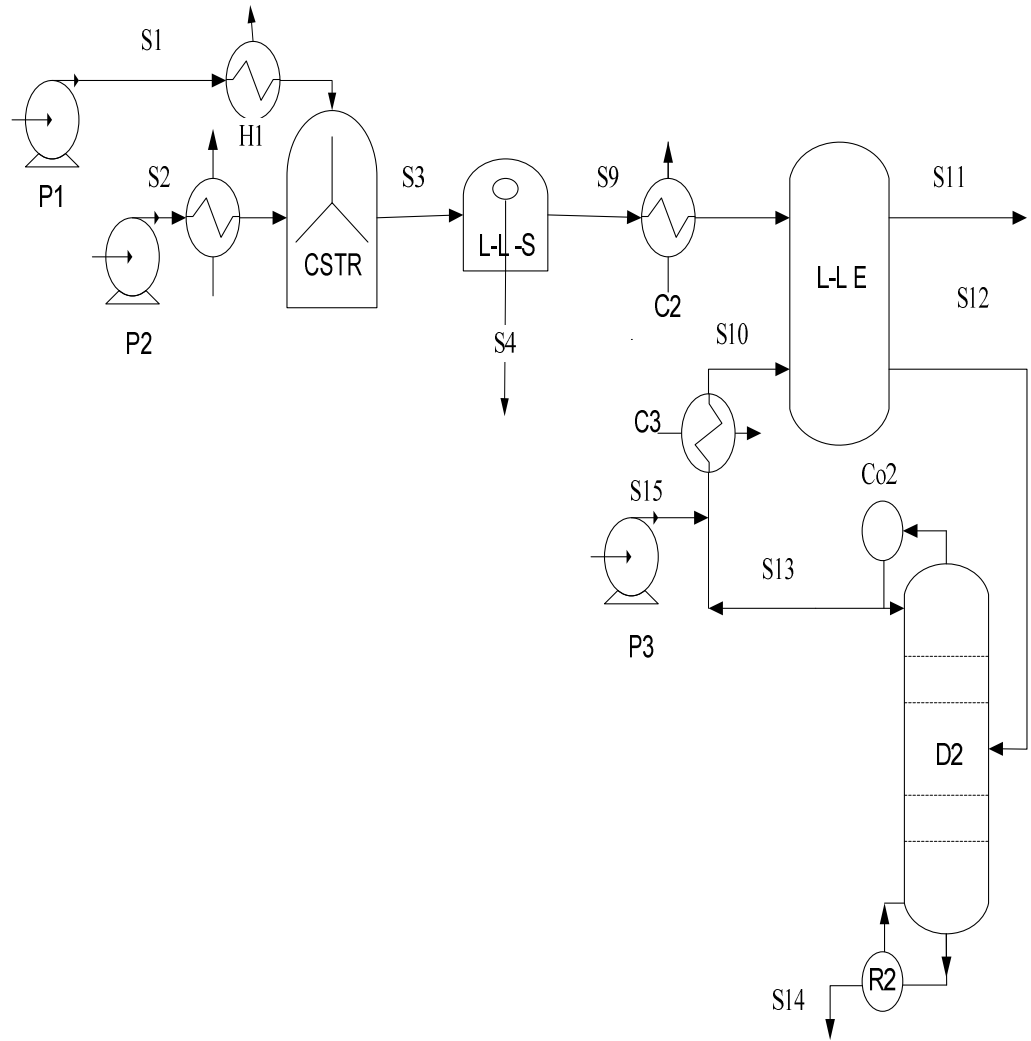 S1
H1
P1
S2
S3
S9
S11
L-L-S
CSTR
L-L E
C2
S12
P2
S10
S4
C3
Co2
S15
S13
P3
D2
R2
S14